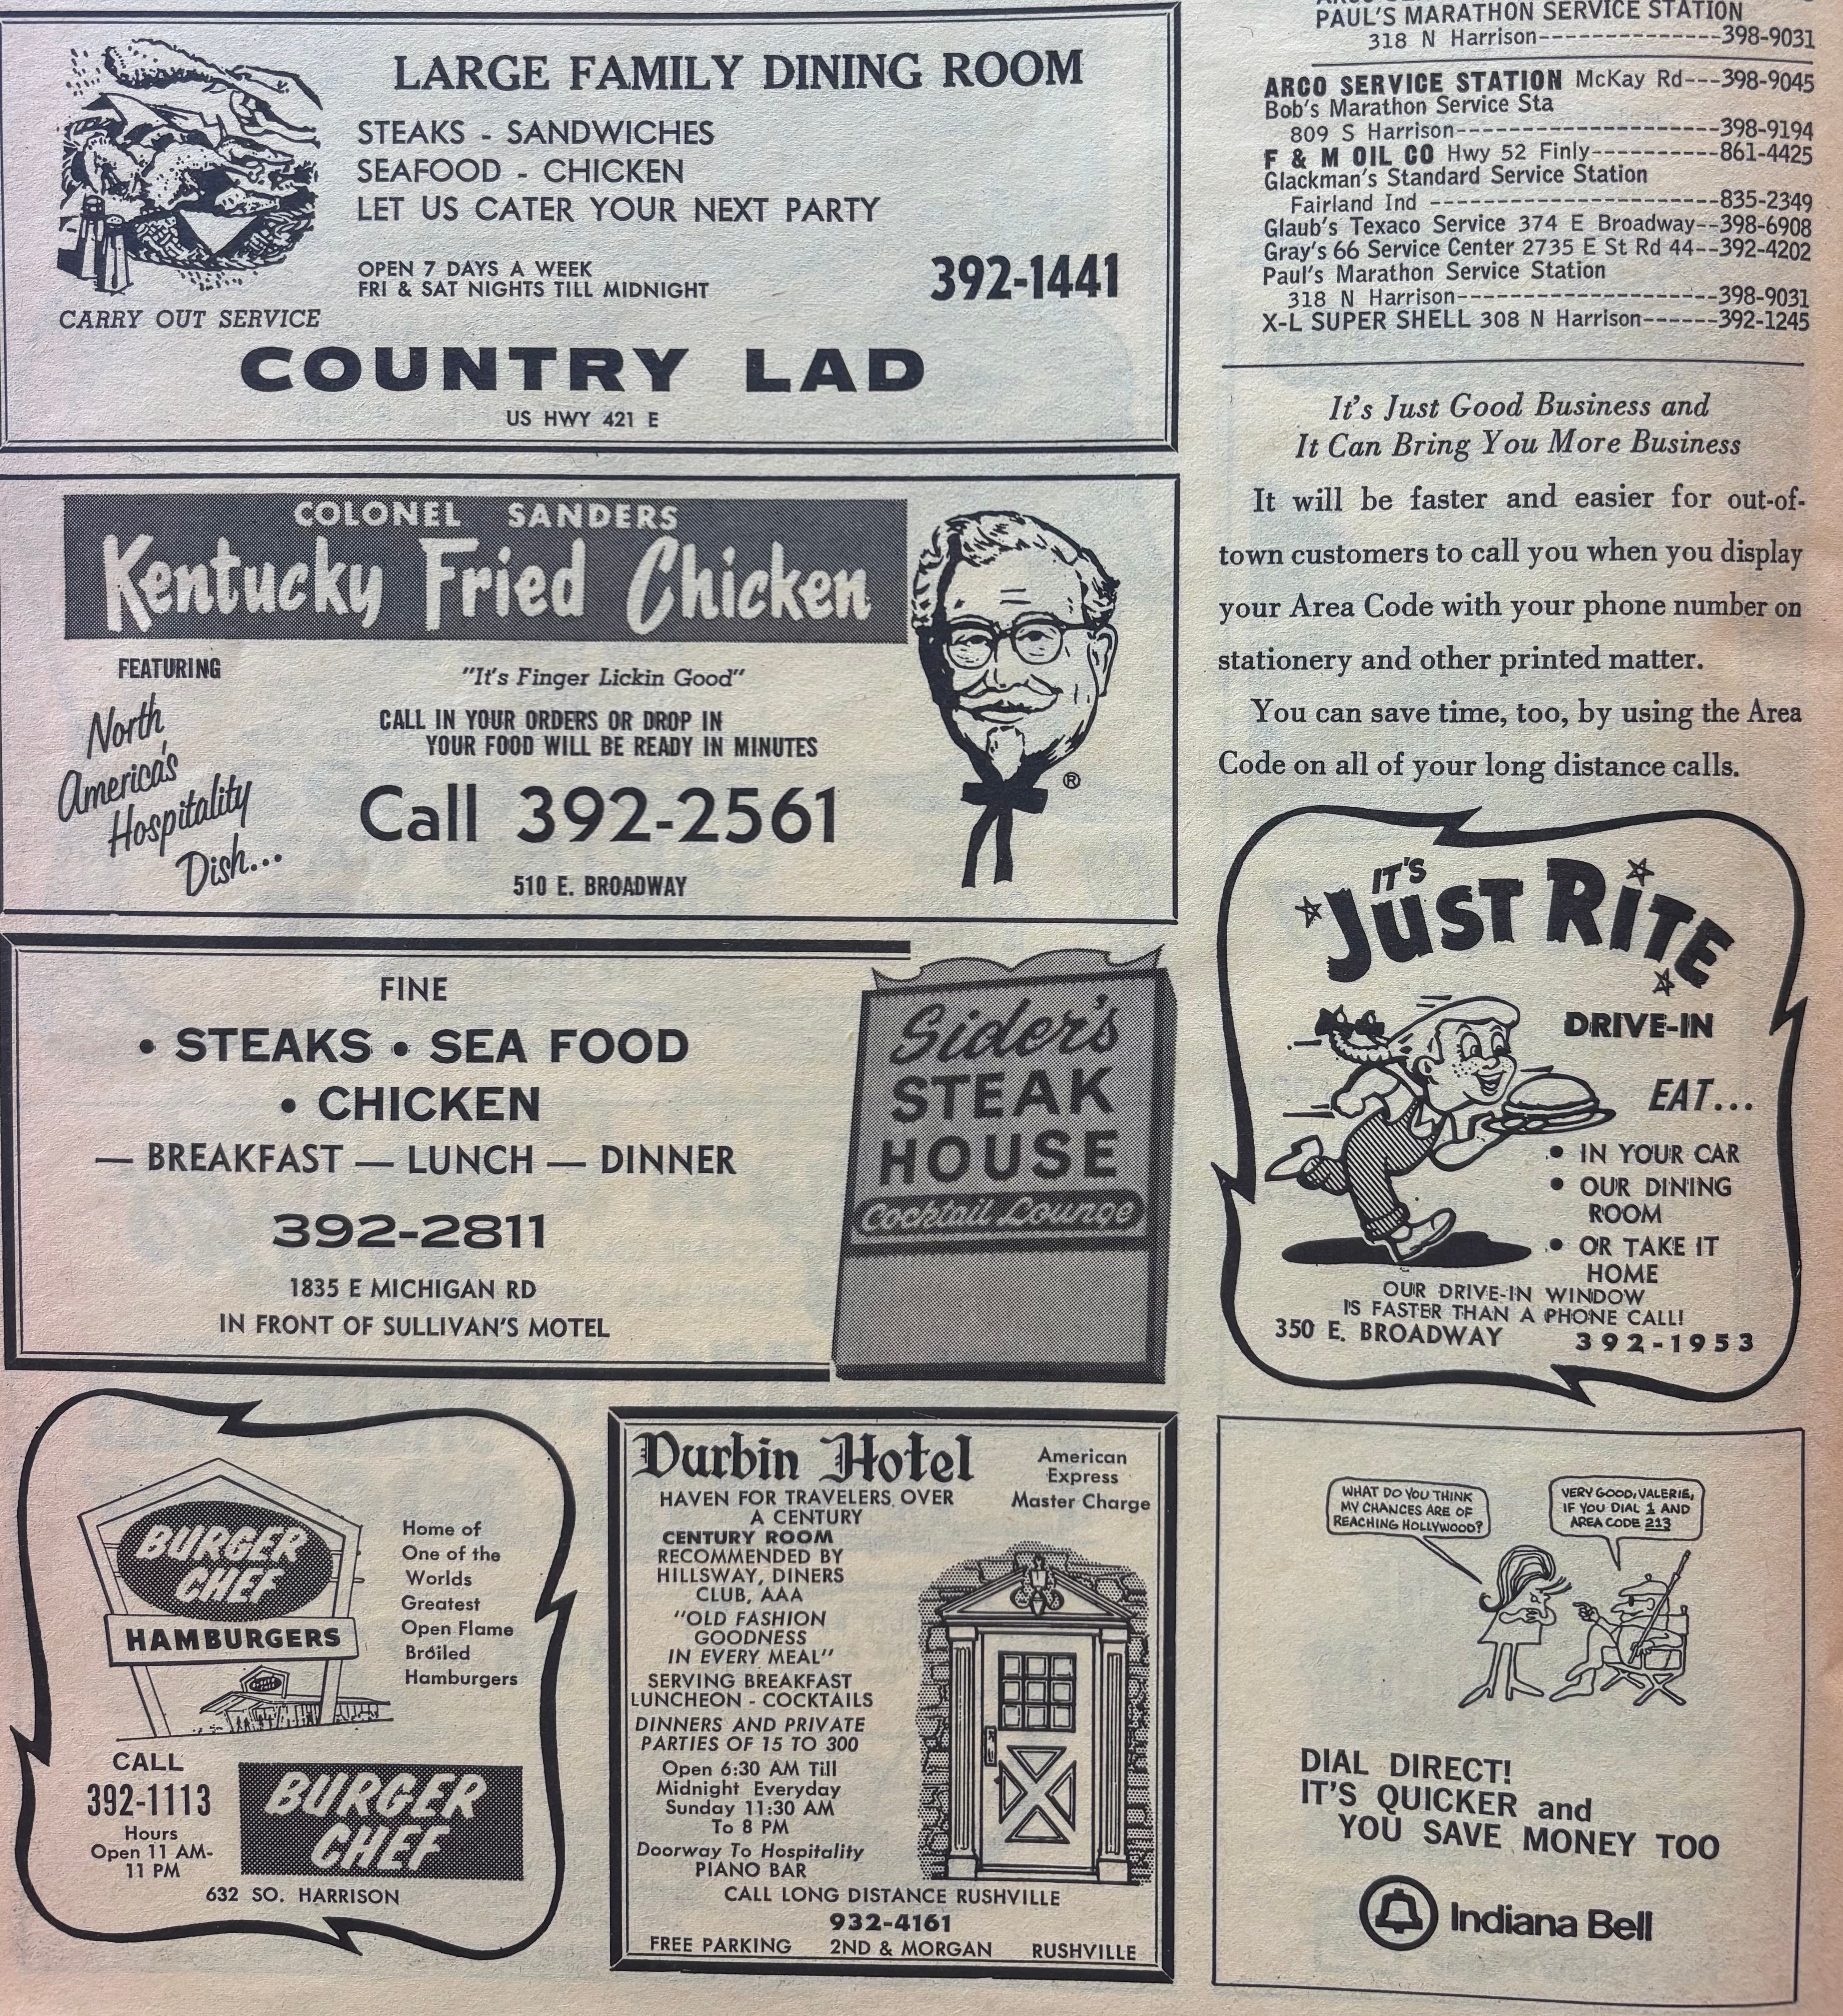 LARGE FAMILY DINING ROOM
STEAKS - SANDWICHES
SEAFOOD - CHICKEN
LET US CATER YOUR NEXT PARTY
OPEN 7 DAYS A WEEK
FRI & SAT NIGHTS TILL MIDNIGHT
392-1441
CARRY OUT SERVICE
COUNTRY LAD
US HWY 421 E
COLONEL SANDERS
Kentucky Fried Chicken
FEATURING
North
America's
Hospitality
Dish...
"It's Finger Lickin Good"
CALL IN YOUR ORDERS OR DROP IN
YOUR FOOD WILL BE READY IN MINUTES
Call 392-2561
510 E. BROADWAY
®
FINE
• STEAKS • SEA FOOD
• CHICKEN
— BREAKFAST — LUNCH — DINNER
392-2811
1835 E MICHIGAN RD
IN FRONT OF SULLIVAN'S MOTEL
Sider's
STEAK
HOUSE
Cocktail Lounge
BURGER
CHEF
HAMBURGERS
Home of
One of the
Worlds
Greatest
Open Flame
Broiled
Hamburgers
CALL
392-1113
Hours
Open 11 AM-
11 PM
BURGER
CHEF
632 SO. HARRISON
Durbin Hotel
American
Express
Master Charge
HAVEN FOR TRAVELERS OVER
A CENTURY
CENTURY ROOM
RECOMMENDED BY
HILLSWAY, DINERS
CLUB, AAA
"OLD FASHION
GOODNESS
IN EVERY MEAL"
SERVING BREAKFAST
LUNCHEON - COCKTAILS
DINNERS AND PRIVATE
PARTIES OF 15 TO 300
Open 6:30 AM Till
Midnight Everyday
Sunday 11:30 AM
To 8 PM
Doorway To Hospitality
PIANO BAR
CALL LONG DISTANCE RUSHVILLE
932-4161
FREE PARKING 2ND & MORGAN RUSHVILLE
PAUL'S MARATHON SERVICE STATION
318 N Harrison--------------398-9031
ARCO SERVICE STATION McKay Rd---398-9045
Bob's Marathon Service Sta
809 S Harrison--------------------398-9194
F & M OIL CO Hwy 52 Finly----------861-4425
Glackman's Standard Service Station
Fairland Ind ----------------------835-2349
Glaub's Texaco Service 374 E Broadway--398-6908
Gray's 66 Service Center 2735 E St Rd 44--392-4202
Paul's Marathon Service Station
318 N Harrison--------------------398-9031
X-L SUPER SHELL 308 N Harrison------392-1245
It's Just Good Business and
It Can Bring You More Business
It will be faster and easier for out-of-
town customers to call you when you display
your Area Code with your phone number on
stationery and other printed matter.
You can save time, too, by using the Area
Code on all of your long distance calls.
IT'S
JUST RITE
DRIVE-IN
EAT...
• IN YOUR CAR
• OUR DINING
ROOM
• OR TAKE IT
HOME
OUR DRIVE-IN WINDOW
IS FASTER THAN A PHONE CALL!
350 E. BROADWAY 392-1953
WHAT DO YOU THINK
MY CHANCES ARE OF
REACHING HOLLYWOOD?
VERY GOOD, VALERIE,
IF YOU DIAL 1 AND
AREA CODE 213
DIAL DIRECT!
IT'S QUICKER and
YOU SAVE MONEY TOO
Indiana Bell